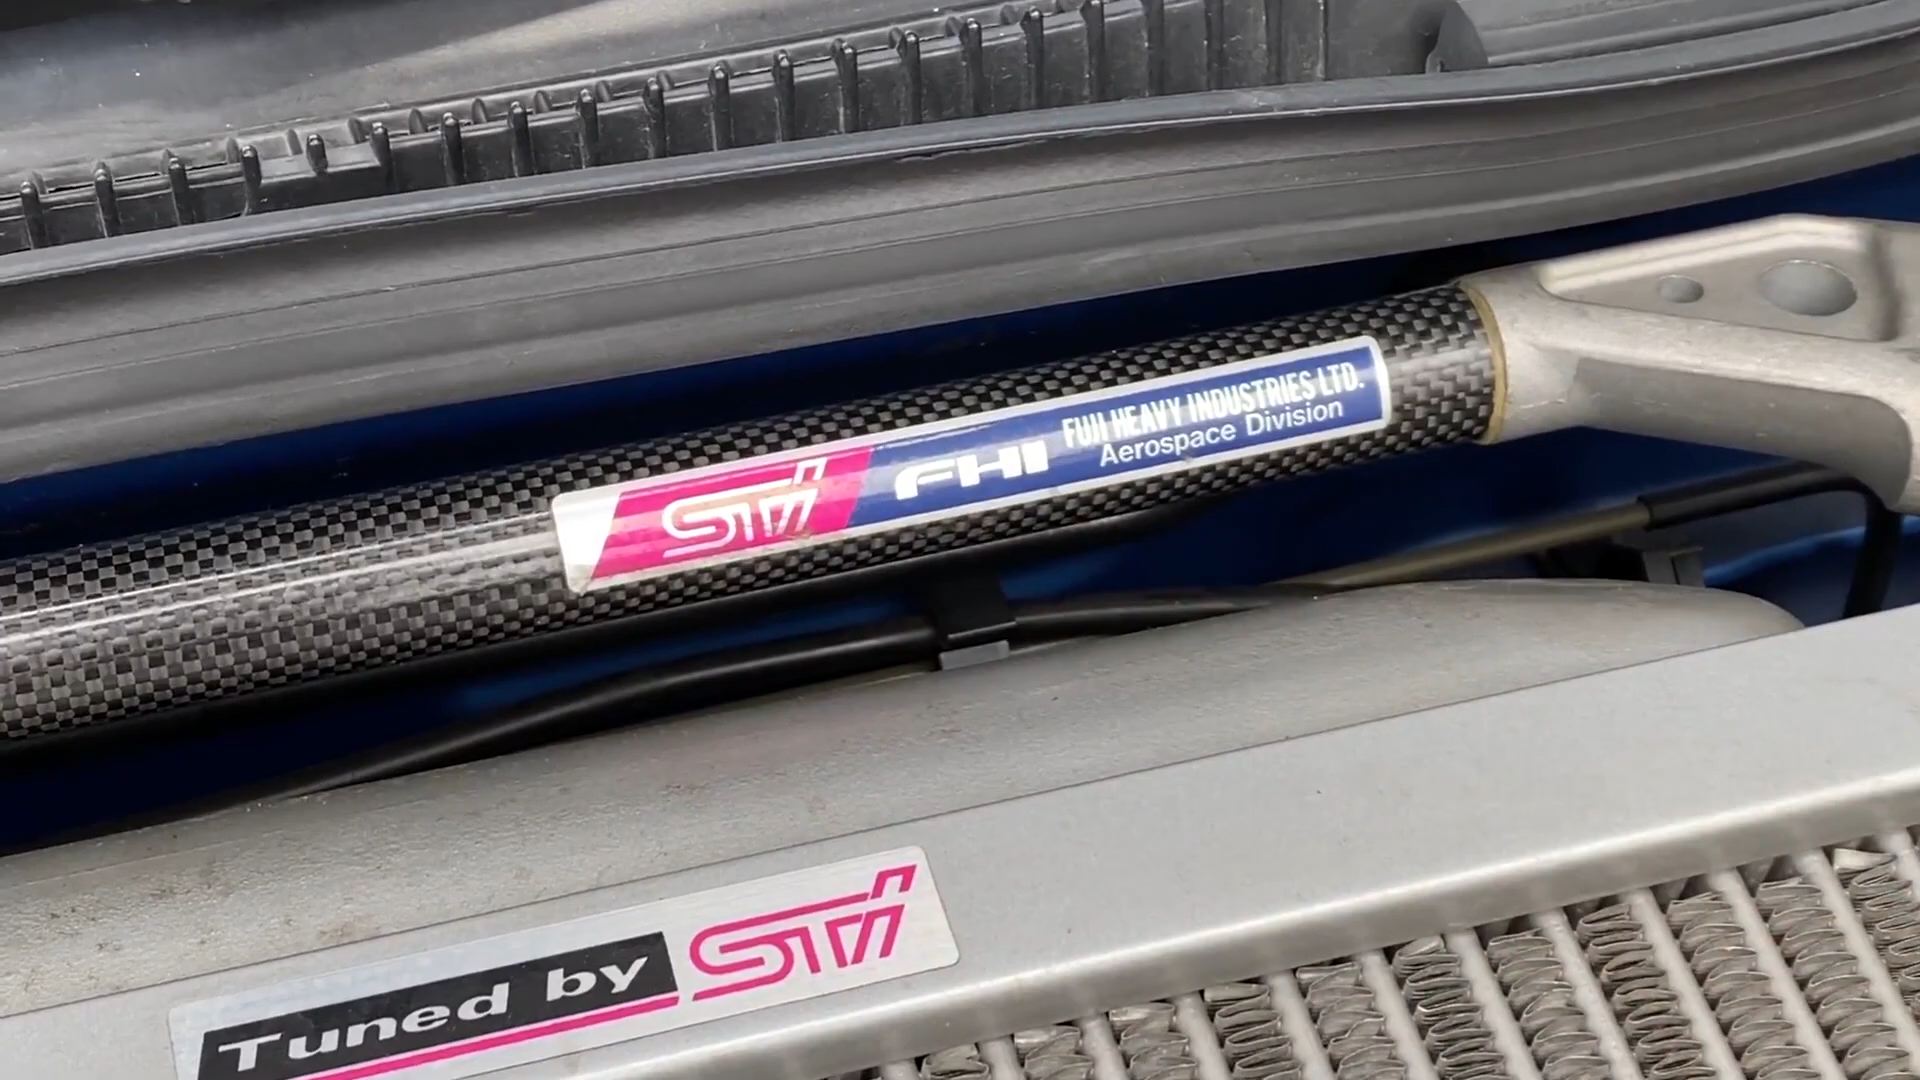 STi FHI FUJI HEAVY INDUSTRIES LTD.
Aerospace Division
Tuned by STi